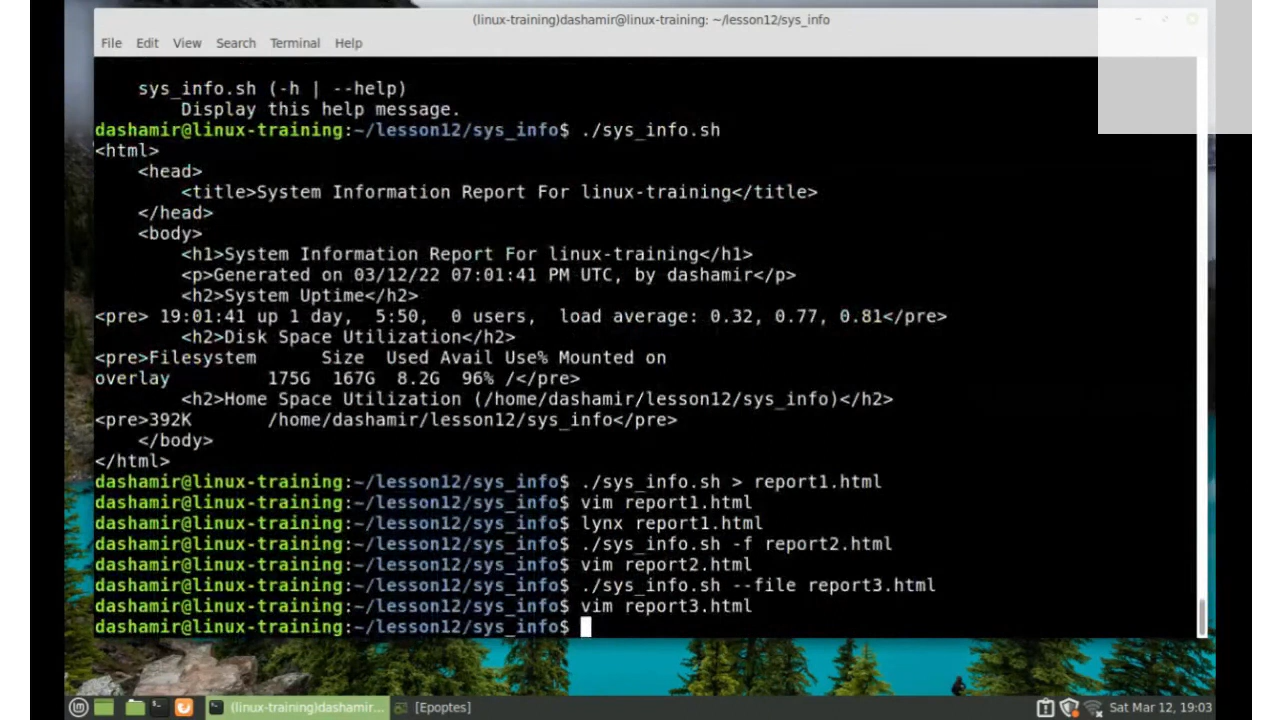 (linux-training)dashamir@linux-training: ~/lesson12/sys_info
File Edit View Search Terminal Help
sys_info.sh (-h | --help)
Display this help message.
dashamir@linux-training:~/lesson12/sys_info$ ./sys_info.sh
<html>
<head>
<title>System Information Report For linux-training</title>
</head>
<body>
<h1>System Information Report For linux-training</h1>
<p>Generated on 03/12/22 07:01:41 PM UTC, by dashamir</p>
<h2>System Uptime</h2>
<pre> 19:01:41 up 1 day,  5:50,  0 users,  load average: 0.32, 0.77, 0.81</pre>
<h2>Disk Space Utilization</h2>
<pre>Filesystem      Size  Used Avail Use% Mounted on
overlay         175G  167G  8.2G  96% /</pre>
<h2>Home Space Utilization (/home/dashamir/lesson12/sys_info)</h2>
<pre>392K       /home/dashamir/lesson12/sys_info</pre>
</body>
</html>
dashamir@linux-training:~/lesson12/sys_info$ ./sys_info.sh > report1.html
dashamir@linux-training:~/lesson12/sys_info$ vim report1.html
dashamir@linux-training:~/lesson12/sys_info$ lynx report1.html
dashamir@linux-training:~/lesson12/sys_info$ ./sys_info.sh -f report2.html
dashamir@linux-training:~/lesson12/sys_info$ vim report2.html
dashamir@linux-training:~/lesson12/sys_info$ ./sys_info.sh --file report3.html
dashamir@linux-training:~/lesson12/sys_info$ vim report3.html
dashamir@linux-training:~/lesson12/sys_info$
(linux-training)dashamir... [Epoptes] Sat Mar 12, 19:03